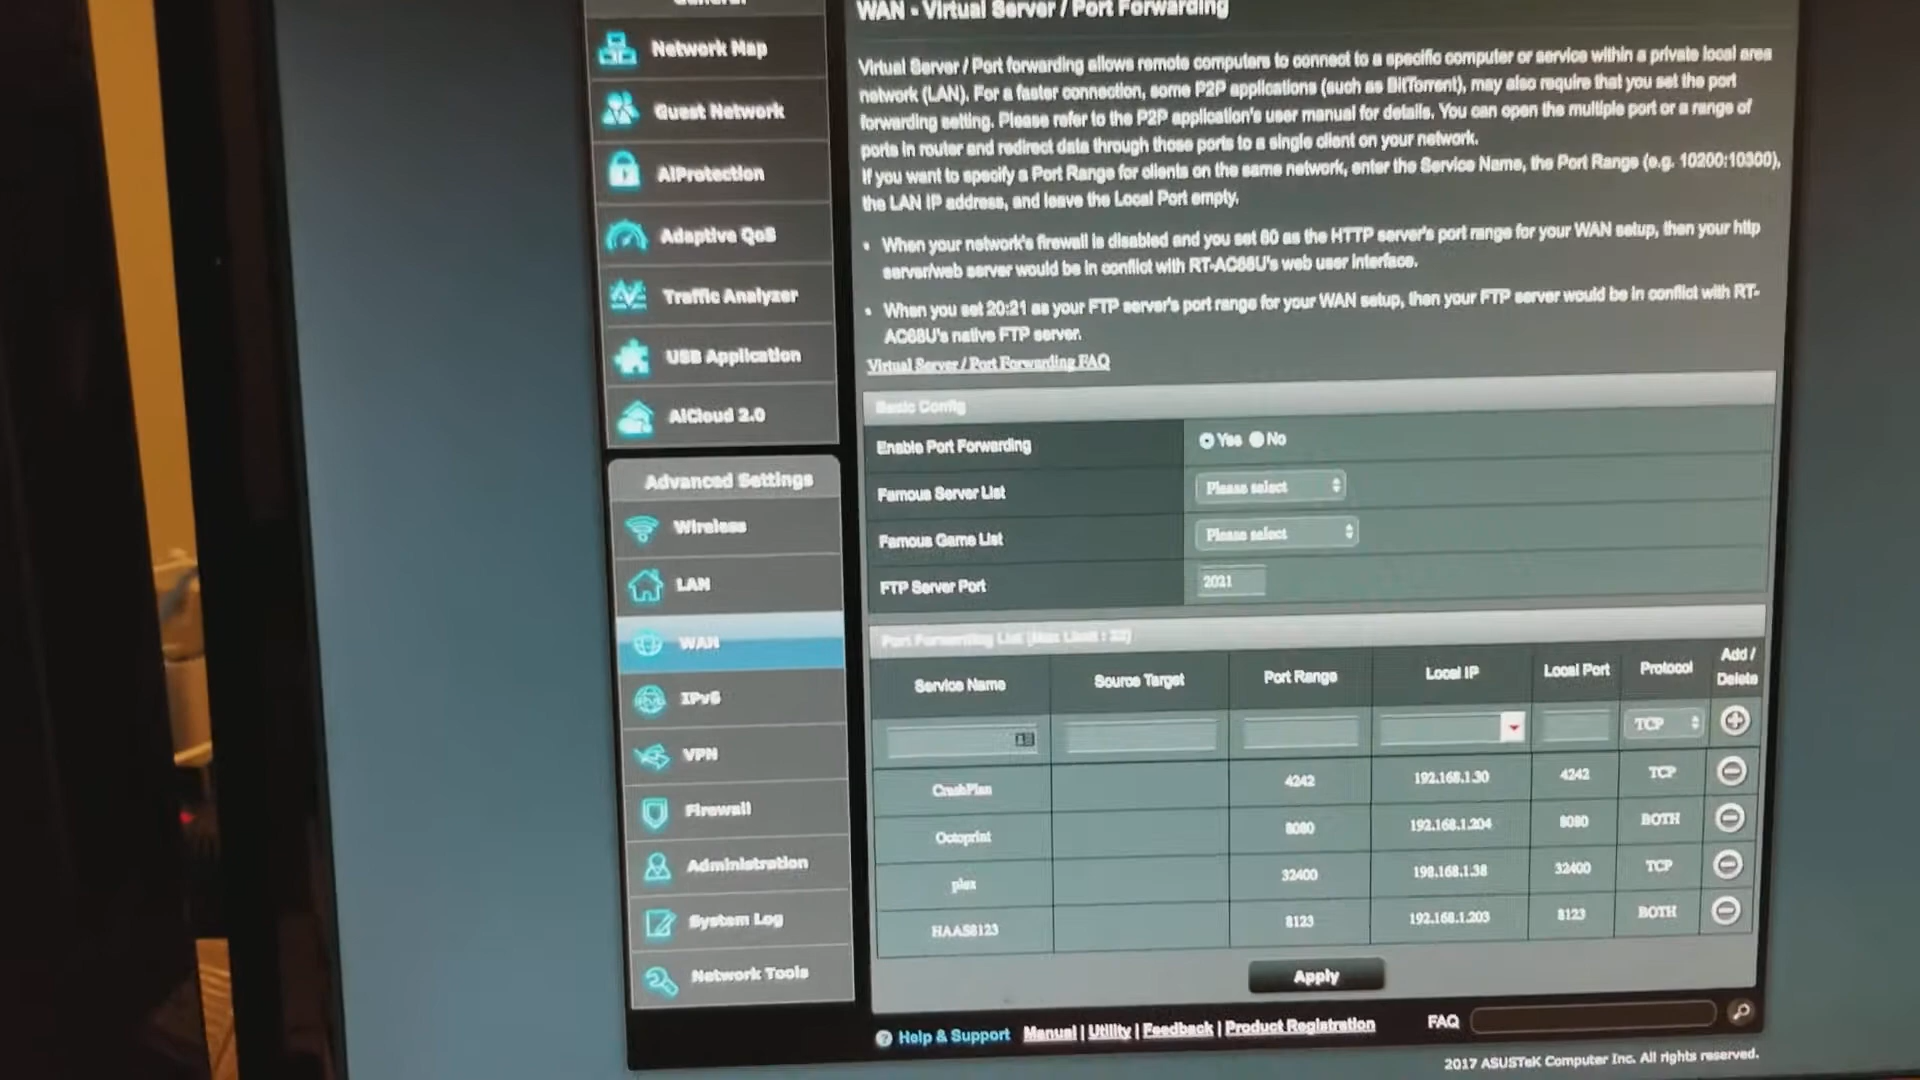 General
Network Map
Guest Network
AiProtection
Adaptive QoS
Traffic Analyzer
USB Application
AiCloud 2.0
Advanced Settings
Wireless
LAN
WAN
IPv6
VPN
Firewall
Administration
System Log
Network Tools
WAN - Virtual Server / Port Forwarding
Virtual Server / Port forwarding allows remote computers to connect to a specific computer or service within a private local area
network (LAN). For a faster connection, some P2P applications (such as BitTorrent), may also require that you set the port
forwarding setting. Please refer to the P2P application's user manual for details. You can open the multiple port or a range of
ports in router and redirect data through those ports to a single client on your network.
If you want to specify a Port Range for clients on the same network, enter the Service Name, the Port Range (e.g. 10200:10300),
the LAN IP address, and leave the Local Port empty.
• When your network's firewall is disabled and you set 80 as the HTTP server's port range for your WAN setup, then your http
server/web server would be in conflict with RT-AC68U's web user interface.
• When you set 20:21 as your FTP server's port range for your WAN setup, then your FTP server would be in conflict with RT-
AC68U's native FTP server.
Virtual Server / Port Forwarding FAQ
Basic Config
Enable Port Forwarding Yes No
Famous Server List Please select
Famous Game List Please select
FTP Server Port 2021
Port Forwarding List (Max Limit : 32)
Service Name Source Target Port Range Local IP Local Port Protocol Add / Delete
TCP
CrashPlan 4242 192.168.1.30 4242 TCP
Octoprint 8080 192.168.1.204 8080 BOTH
plex 32400 192.168.1.38 32400 TCP
HAAS8123 8123 192.168.1.203 8123 BOTH
Apply
? Help & Support Manual | Utility | Feedback | Product Registration FAQ
2017 ASUSTeK Computer Inc. All rights reserved.